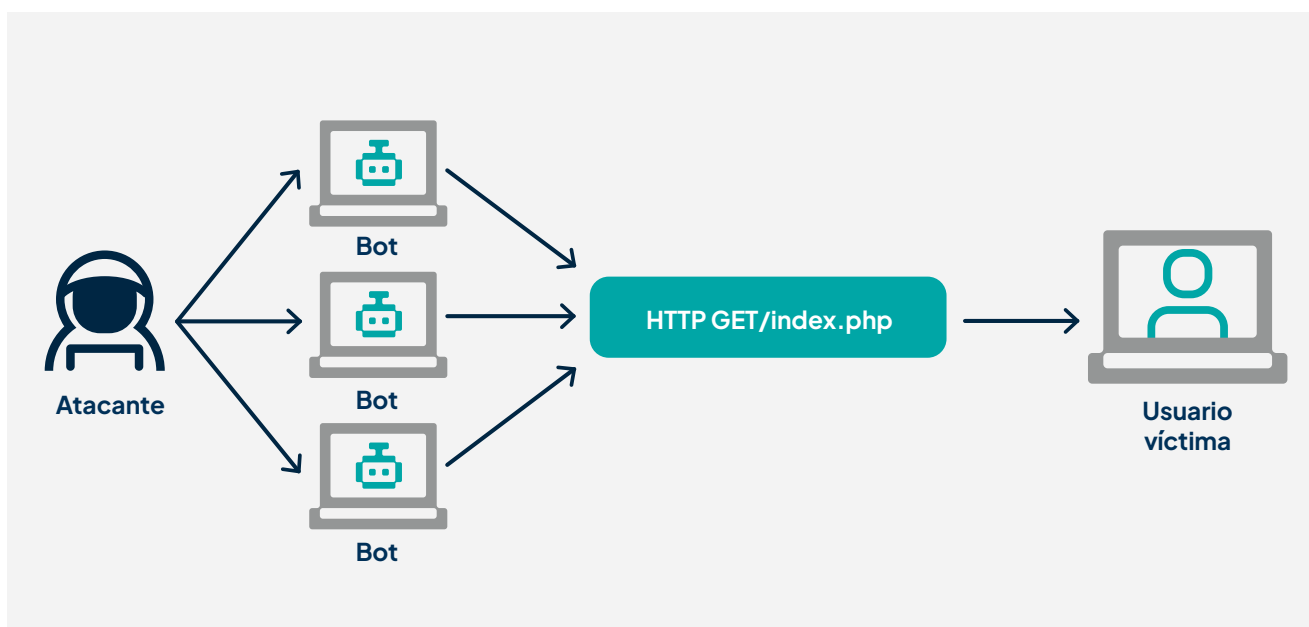 Bot
Atacante
Bot
Bot
HTTP GET/index.php
Usuario
víctima